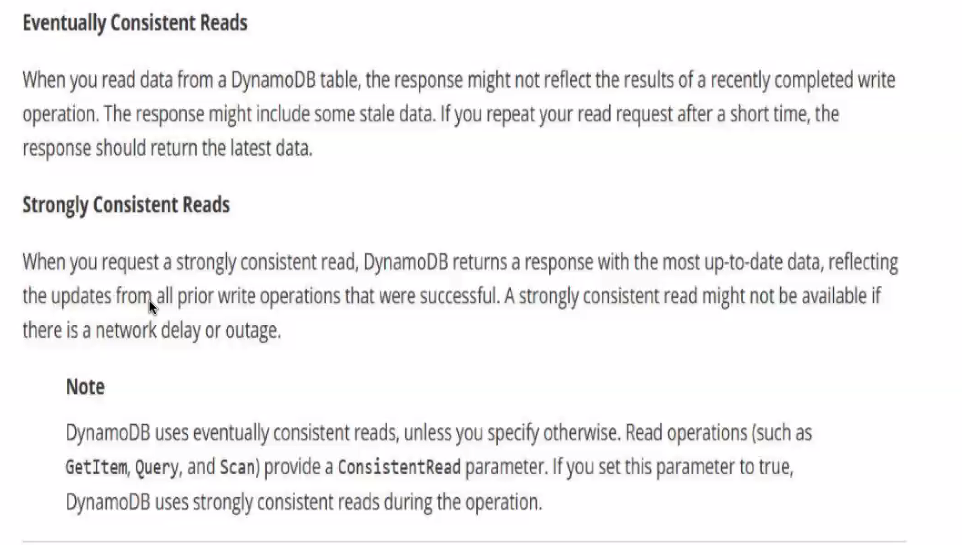 Eventually Consistent Reads
When you read data from a DynamoDB table, the response might not reflect the results of a recently completed write
operation. The response might include some stale data. If you repeat your read request after a short time, the
response should return the latest data.
Strongly Consistent Reads
When you request a strongly consistent read, DynamoDB returns a response with the most up-to-date data, reflecting
the updates from all prior write operations that were successful. A strongly consistent read might not be available if
there is a network delay or outage.
Note
DynamoDB uses eventually consistent reads, unless you specify otherwise. Read operations (such as
GetItem, Query, and Scan) provide a ConsistentRead parameter. If you set this parameter to true,
DynamoDB uses strongly consistent reads during the operation.